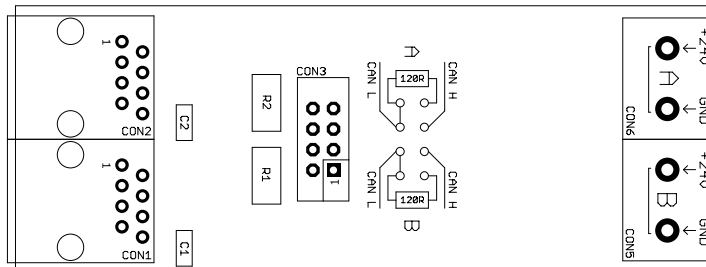 1
CON2
1
CON1
C2
C1
R2
R1
CON3
1
A
CAN L
120R
CAN H
CAN L
120R
CAN H
B
+24V
A
GND
CON6
+24V
B
GND
CON5